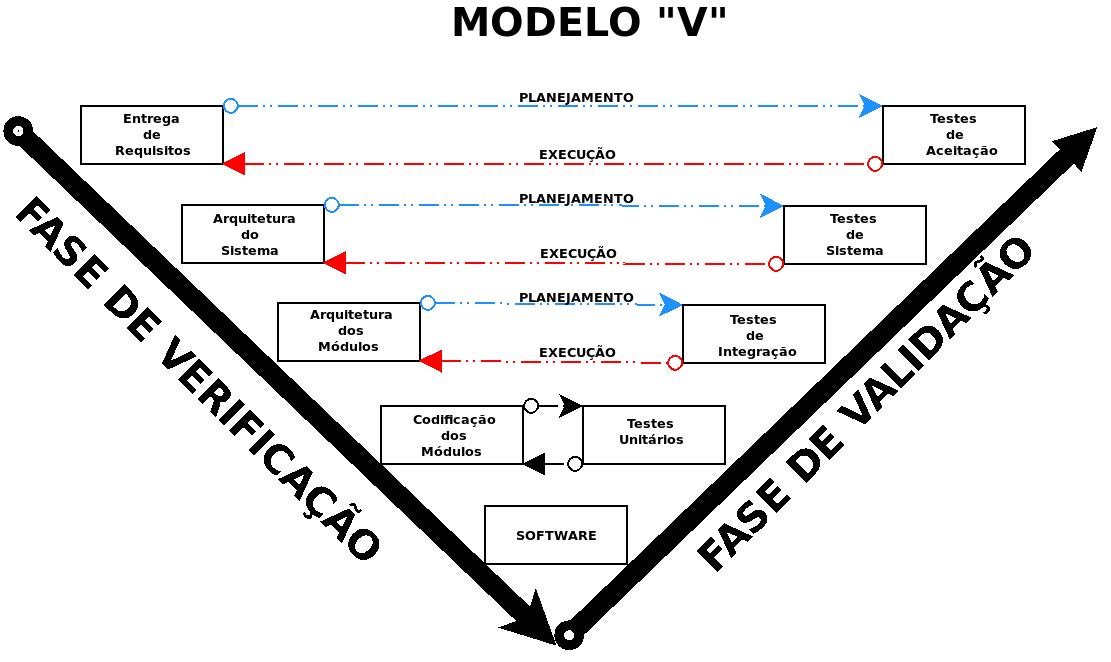 MODELO "V"
PLANEJAMENTO
Entrega
de
Requisitos
Testes
de
Aceitação
EXECUÇÃO
PLANEJAMENTO
Arquitetura
do
Sistema
Testes
de
Sistema
EXECUÇÃO
PLANEJAMENTO
Arquitetura
dos
Módulos
Testes
de
Integração
EXECUÇÃO
Codificação
dos
Módulos
Testes
Unitários
SOFTWARE
FASE DE VERIFICAÇÃO
FASE DE VALIDAÇÃO